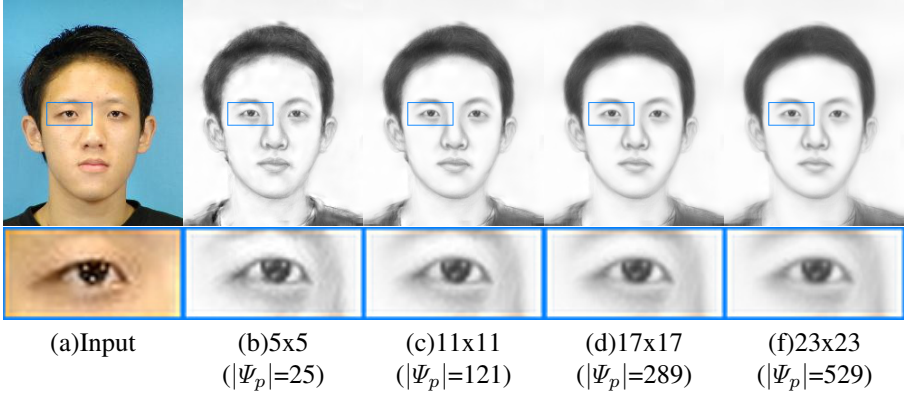 (a)Input (b)5x5 (c)11x11 (d)17x17 (f)23x23
(|Ψp|=25) (|Ψp|=121) (|Ψp|=289) (|Ψp|=529)